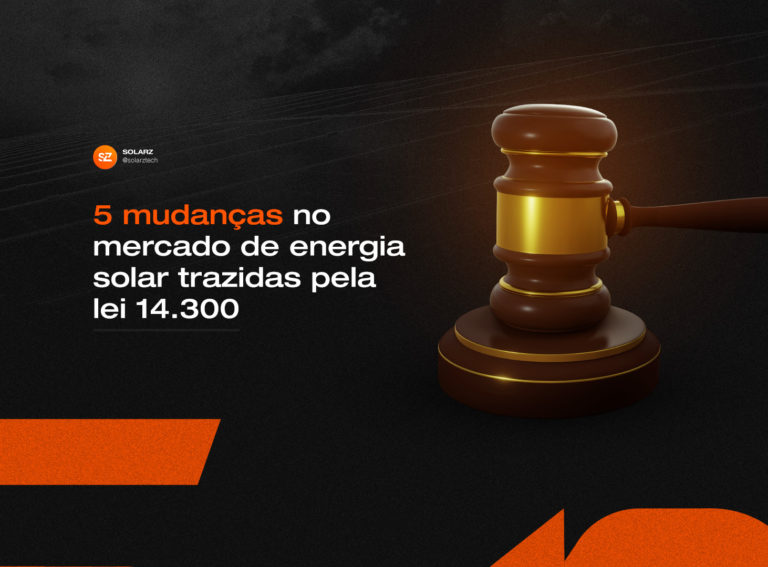 SZ
SOLARZ
@solarztech
5 mudanças no
mercado de energia
solar trazidas pela
lei 14.300